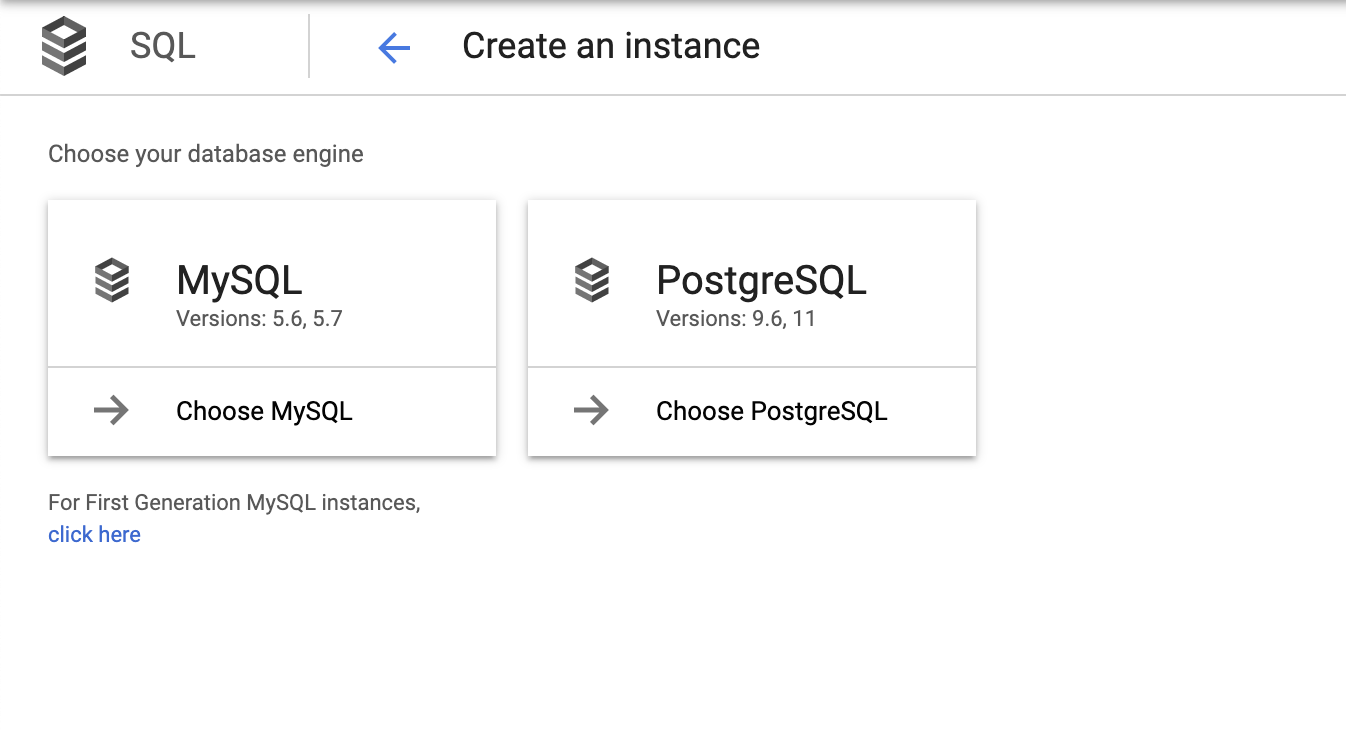 SQL
Create an instance
Choose your database engine
MySQL
Versions: 5.6, 5.7
Choose MySQL
PostgreSQL
Versions: 9.6, 11
Choose PostgreSQL
For First Generation MySQL instances,
click here